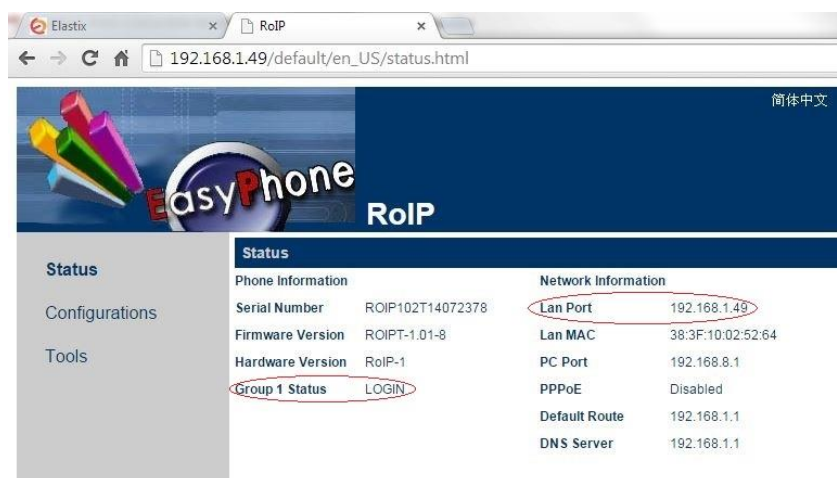 Elastix
RoIP
192.168.1.49/default/en_US/status.html
简体中文
EasyPhone
RoIP
Status
Configurations
Tools
Status
Phone Information
Serial Number ROIP102T14072378
Firmware Version ROIPT-1.01-8
Hardware Version RoIP-1
Group 1 Status LOGIN
Network Information
Lan Port 192.168.1.49
Lan MAC 38:3F:10:02:52:64
PC Port 192.168.8.1
PPPoE Disabled
Default Route 192.168.1.1
DNS Server 192.168.1.1